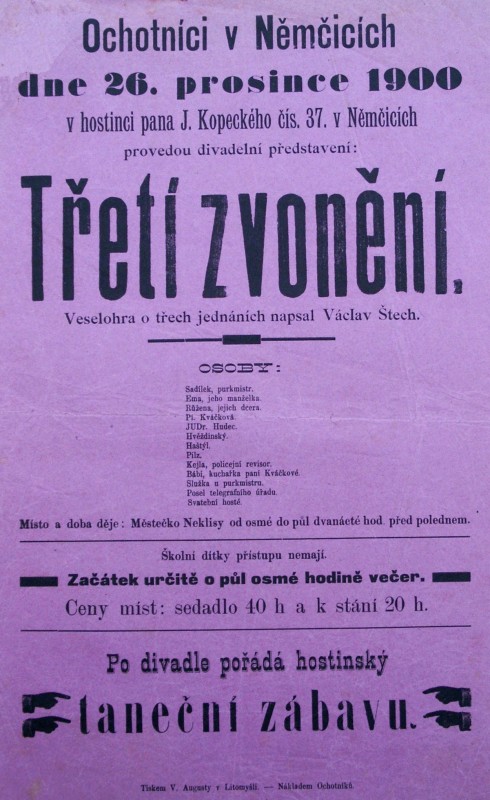 Ochotníci v Němčicích
dne 26. prosince 1900
v hostinci pana J. Kopeckého čís. 37. v Němčicích
provedou divadelní představení:
Třetí zvonění.
Veselohra o třech jednáních napsal Václav Štech.
OSOBY:
Sadílek, purkmistr.
Ema, jeho manželka.
Růžena, jejich dcera.
Pí. Kváčková.
JUDr. Hudec.
Hvěždínský.
Haštýl.
Pilz.
Kejla, policejní revisor.
Bábi, kuchařka paní Kváčkové.
Služka u purkmistru.
Posel telegrafního úřadu.
Svatební hosté.
Místo a doba děje: Městečko Neklisy od osmé do půl dvanácté hod. před polednem.
Školní dítky přístupu nemají.
Začátek určitě o půl osmé hodině večer.
Ceny míst: sedadlo 40 h a k stání 20 h.
Po divadle pořádá hostinský
taneční zábavu.
Tiskem V. Augusty v Litomyšli. — Nákladem Ochotníků.